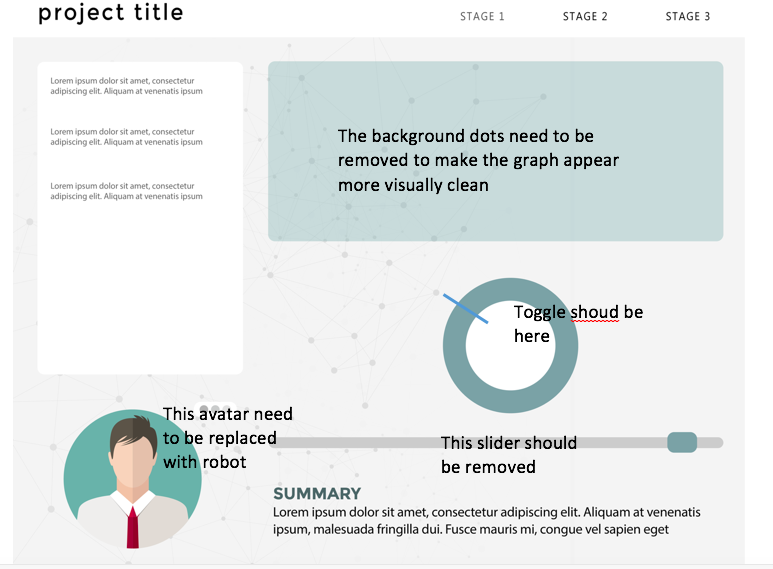 project title
STAGE 1 STAGE 2 STAGE 3
Lorem ipsum dolor sit amet, consectetur
adipiscing elit. Aliquam at venenatis ipsum
Lorem ipsum dolor sit amet, consectetur
adipiscing elit. Aliquam at venenatis ipsum
Lorem ipsum dolor sit amet, consectetur
adipiscing elit. Aliquam at venenatis ipsum
The background dots need to be
removed to make the graph appear
more visually clean
Toggle shoud be
here
This avatar need
to be replaced
with robot
This slider should
be removed
SUMMARY
Lorem ipsum dolor sit amet, consectetur adipiscing elit. Aliquam at venenatis
ipsum, malesuada fringilla dui. Fusce mauris mi, congue vel sapien eget